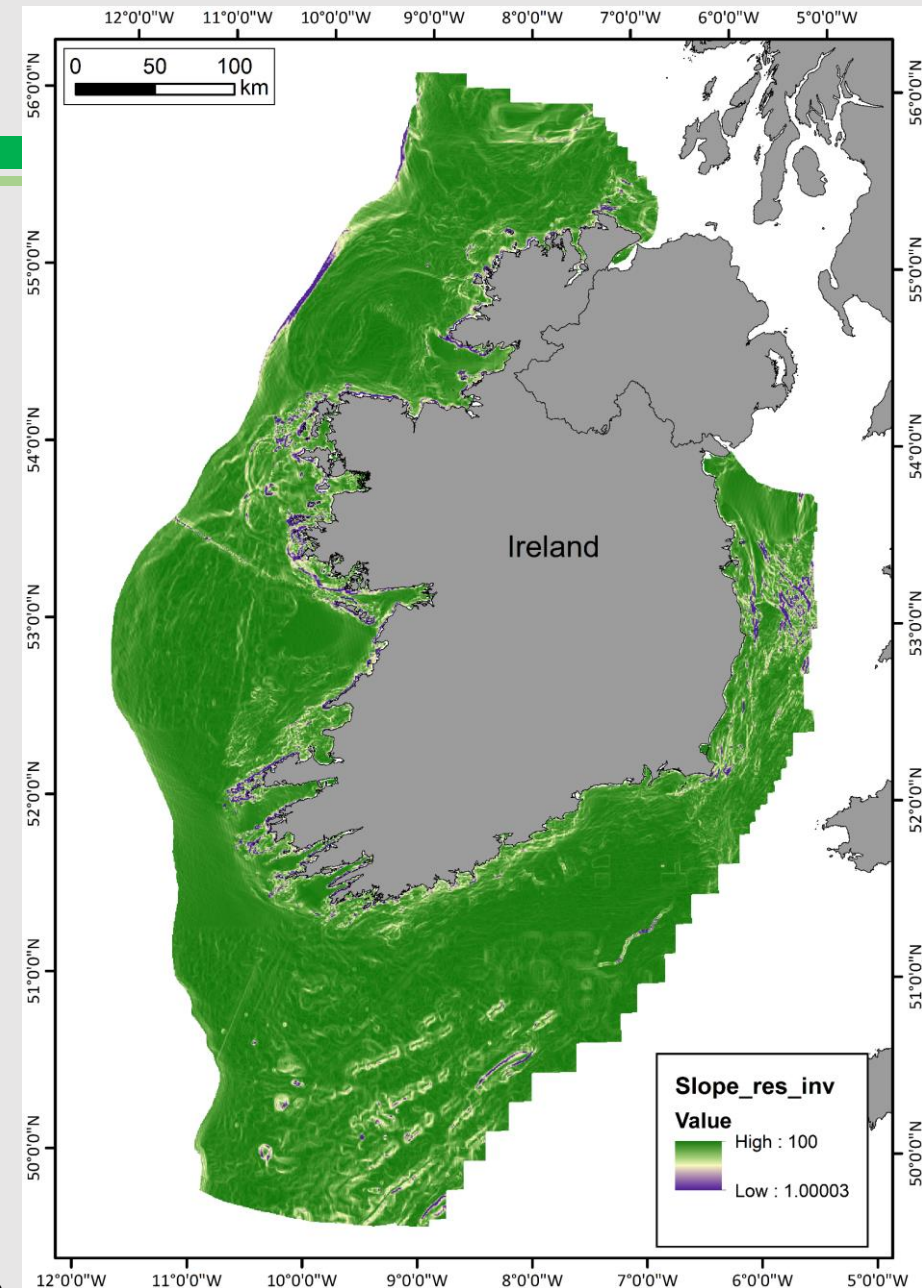 12°0'0"W 11°0'0"W 10°0'0"W 9°0'0"W 8°0'0"W 7°0'0"W 6°0'0"W 5°0'0"W
0 50 100
km
56°0'0"N 56°0'0"N
55°0'0"N 55°0'0"N
54°0'0"N 54°0'0"N
Ireland
53°0'0"N 53°0'0"N
52°0'0"N 52°0'0"N
51°0'0"N 51°0'0"N
Slope_res_inv
Value
High : 100
Low : 1.00003
50°0'0"N 50°0'0"N
12°0'0"W 11°0'0"W 10°0'0"W 9°0'0"W 8°0'0"W 7°0'0"W 6°0'0"W 5°0'0"W